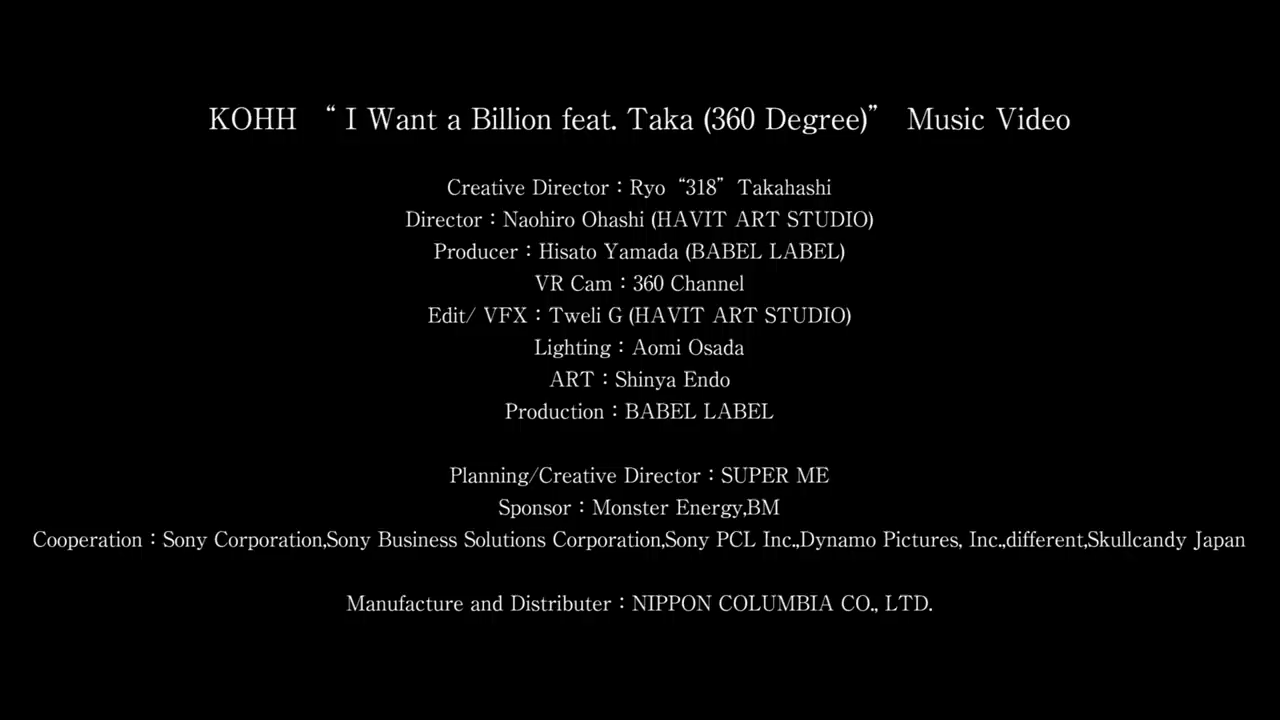 KOHH “ I Want a Billion feat. Taka (360 Degree)” Music Video
Creative Director：Ryo “318” Takahashi
Director：Naohiro Ohashi (HAVIT ART STUDIO)
Producer：Hisato Yamada (BABEL LABEL)
VR Cam：360 Channel
Edit/ VFX：Tweli G (HAVIT ART STUDIO)
Lighting：Aomi Osada
ART：Shinya Endo
Production：BABEL LABEL
Planning/Creative Director：SUPER ME
Sponsor：Monster Energy,BM
Cooperation：Sony Corporation,Sony Business Solutions Corporation,Sony PCL Inc.,Dynamo Pictures, Inc.,different,Skullcandy Japan
Manufacture and Distributer：NIPPON COLUMBIA CO., LTD.